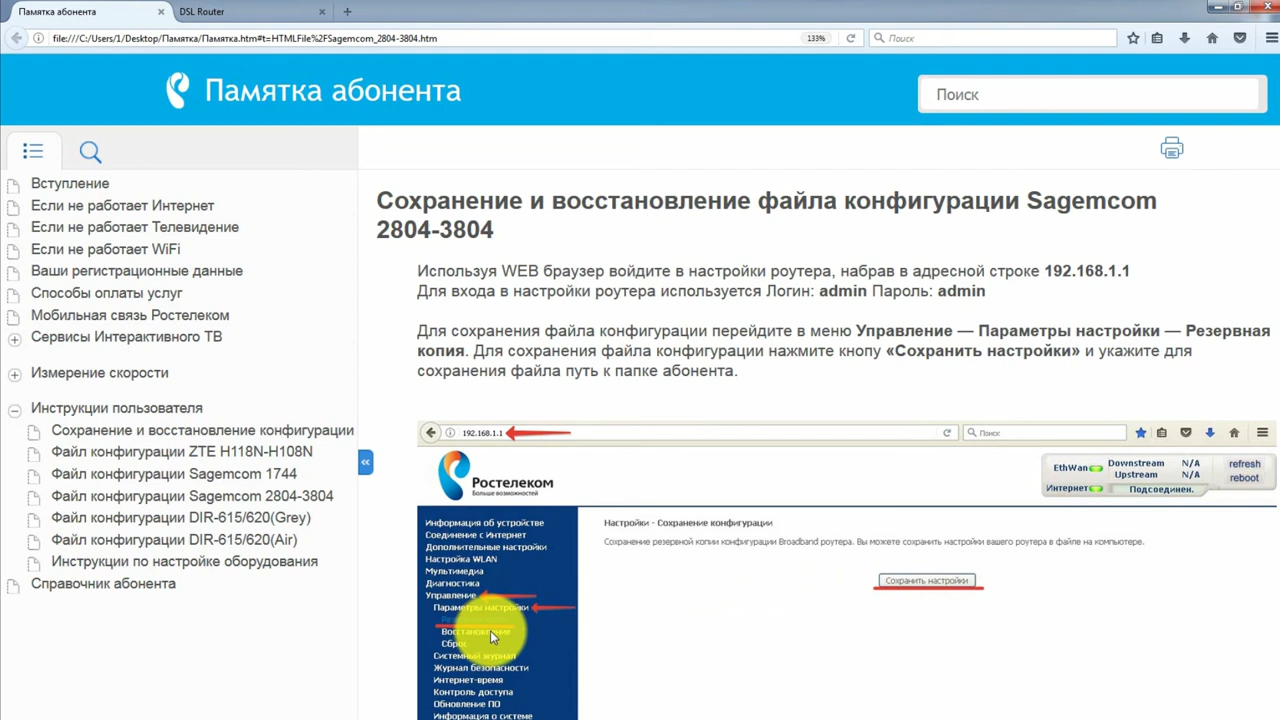 Памятка абонента
DSL Router
file:///C:/Users/1/Desktop/Памятка/Памятка.htm#t=HTMLFile%2FSagemcom_2804-3804.htm
133%
Поиск
Памятка абонента
Поиск
Вступление
Если не работает Интернет
Если не работает Телевидение
Если не работает WiFi
Ваши регистрационные данные
Способы оплаты услуг
Мобильная связь Ростелеком
Сервисы Интерактивного ТВ
Измерение скорости
Инструкции пользователя
Сохранение и восстановление конфигурации
Файл конфигурации ZTE H118N-H108N
Файл конфигурации Sagemcom 1744
Файл конфигурации Sagemcom 2804-3804
Файл конфигурации DIR-615/620(Grey)
Файл конфигурации DIR-615/620(Air)
Инструкции по настройке оборудования
Справочник абонента
Сохранение и восстановление файла конфигурации Sagemcom
2804-3804
Используя WEB браузер войдите в настройки роутера, набрав в адресной строке 192.168.1.1
Для входа в настройки роутера используется Логин: admin Пароль: admin
Для сохранения файла конфигурации перейдите в меню Управление — Параметры настройки — Резервная
копия. Для сохранения файла конфигурации нажмите кнопу «Сохранить настройки» и укажите для
сохранения файла путь к папке абонента.
192.168.1.1
Поиск
Ростелеком
Больше возможностей
EthWan
Downstream N/A
Upstream N/A
Интернет
Подсоединен.
refresh
reboot
Информация об устройстве
Соединение с Интернет
Дополнительные настройки
Настройка WLAN
Мультимедиа
Диагностика
Управление
Параметры настройки
Восстановление
Сброс
Системный журнал
Журнал безопасности
Интернет-время
Контроль доступа
Обновление ПО
Информация о системе
Настройки - Сохранение конфигурации
Сохранение резервной копии конфигурации Broadband роутера. Вы можете сохранить настройки вашего роутера в файле на компьютере.
Сохранить настройки